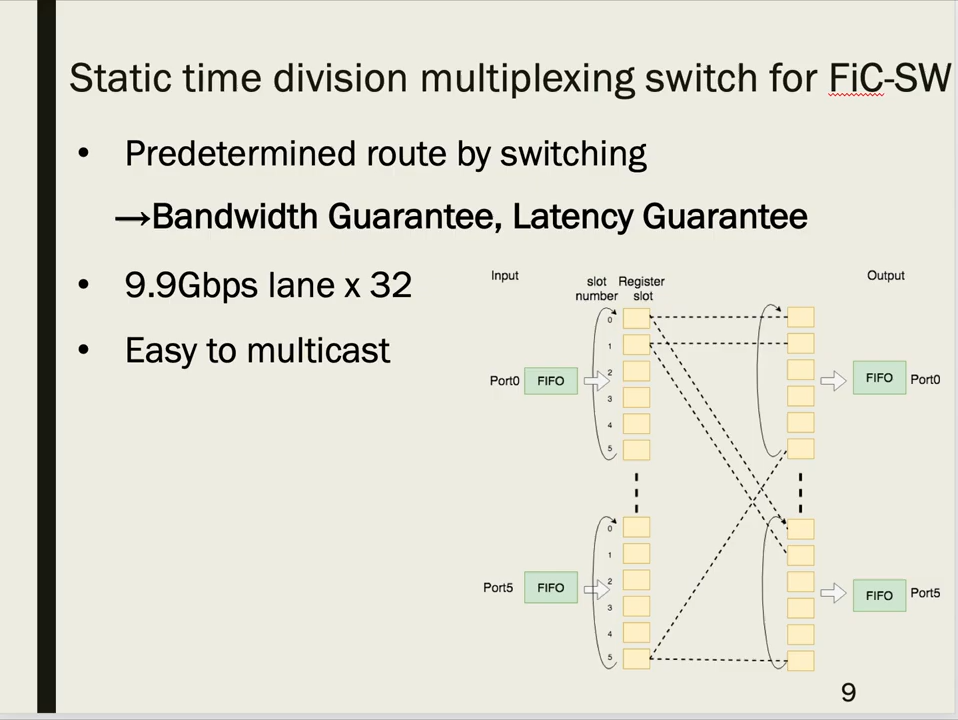 Static time division multiplexing switch for FiC-SW
• Predetermined route by switching
→Bandwidth Guarantee, Latency Guarantee
• 9.9Gbps lane x 32
• Easy to multicast
Input
slot number
Register slot
Output
0
1
2
3
4
5
Port0
FIFO
FIFO
Port0
0
1
2
3
4
5
Port5
FIFO
FIFO
Port5
9